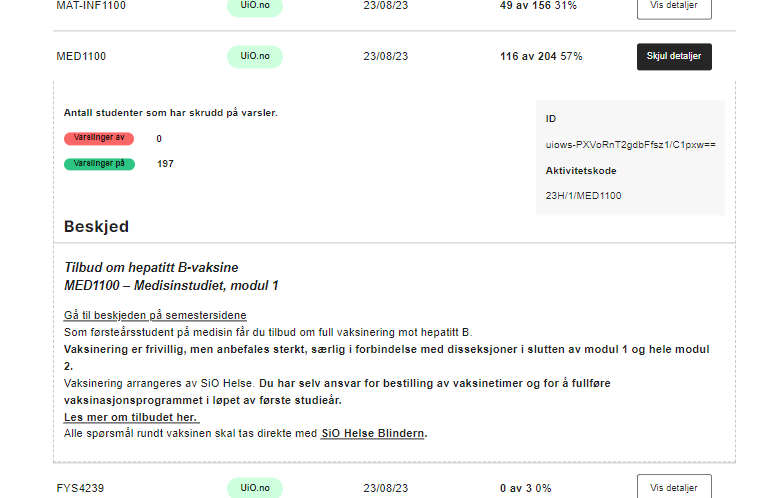 MAT-INF1100 UiO.no 23/08/23 49 av 156 31% Vis detaljer
MED1100 UiO.no 23/08/23 116 av 204 57% Skjul detaljer
Antall studenter som har skrudd på varsler.
Varslinger av 0
Varslinger på 197
ID
uiows-PXVoRnT2gdbFfsz1/C1pxw==
Aktivitetskode
23H/1/MED1100
Beskjed
Tilbud om hepatitt B-vaksine
MED1100 – Medisinstudiet, modul 1
Gå til beskjeden på semestersidene
Som førsteårsstudent på medisin får du tilbud om full vaksinering mot hepatitt B.
Vaksinering er frivillig, men anbefales sterkt, særlig i forbindelse med disseksjoner i slutten av modul 1 og hele modul
2.
Vaksinering arrangeres av SiO Helse. Du har selv ansvar for bestilling av vaksinetimer og for å fullføre
vaksinasjonsprogrammet i løpet av første studieår.
Les mer om tilbudet her.
Alle spørsmål rundt vaksinen skal tas direkte med SiO Helse Blindern.
FYS4239 UiO.no 23/08/23 0 av 3 0% Vis detaljer